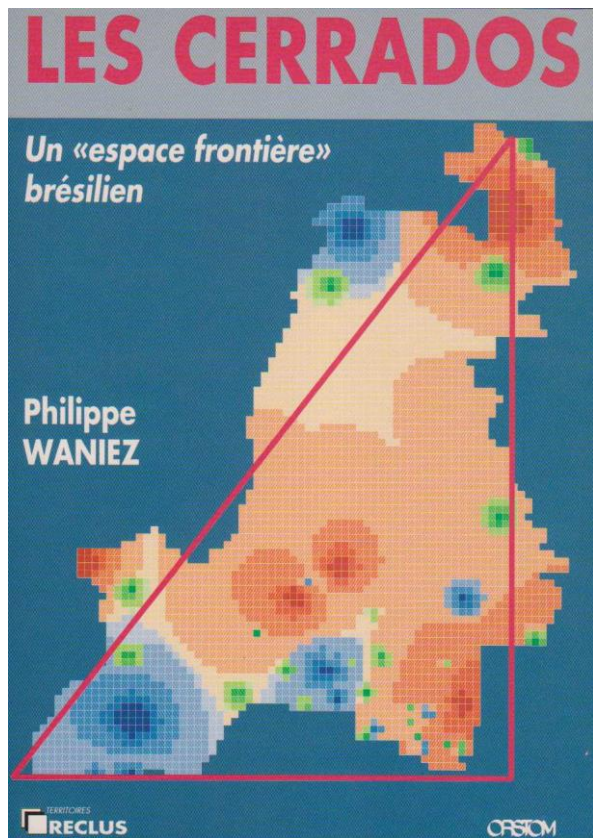 LES CERRADOS
Un «espace frontière»
brésilien
Philippe
WANIEZ
TERRITOIRES
RECLUS
ORSTOM